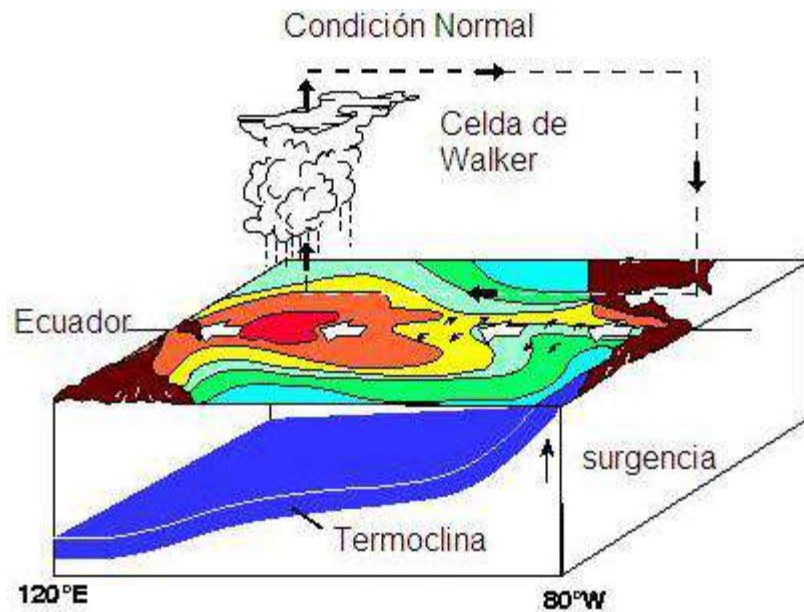 Condición Normal
Celda de
Walker
Ecuador
surgencia
Termoclina
120°E
80°W